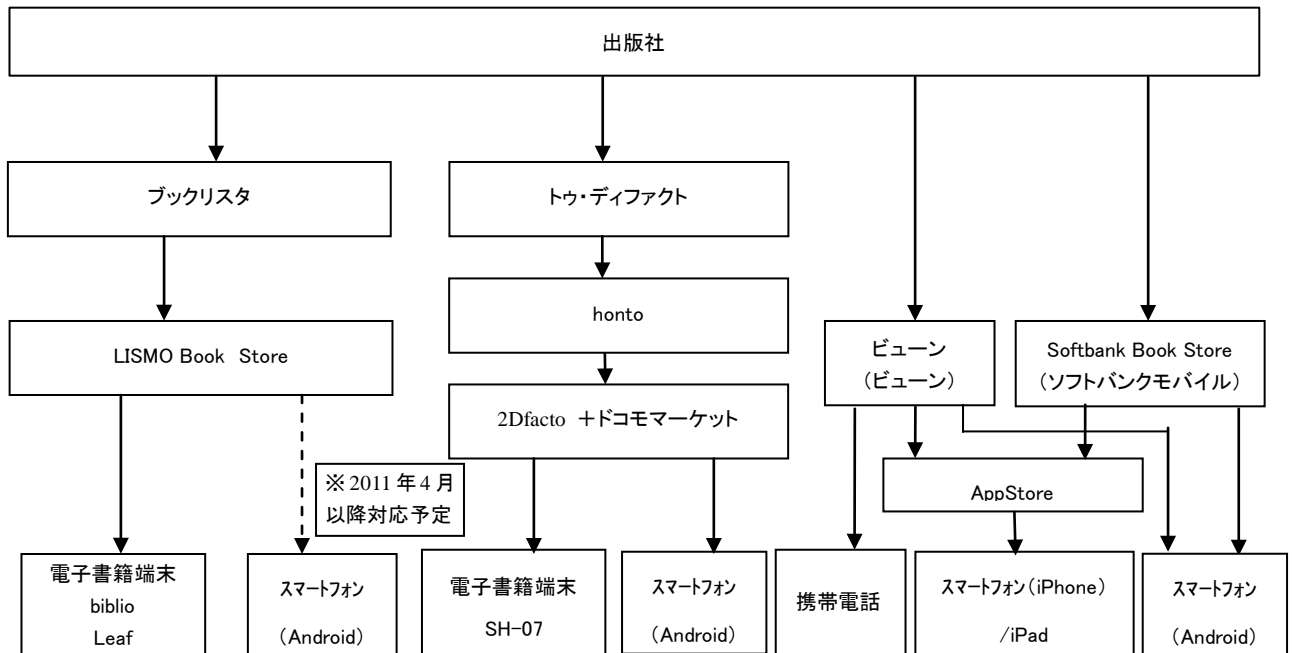 出版社
ブックリスタ
トゥ・ディファクト
honto
LISMO Book Store
ビューン
(ビューン)
Softbank Book Store
(ソフトバンクモバイル)
2Dfacto +ドコモマーケット
※2011年4月
以降対応予定
AppStore
電子書籍端末
biblio
Leaf
スマートフォン
(Android)
電子書籍端末
SH-07
スマートフォン
(Android)
携帯電話
スマートフォン(iPhone)
/iPad
スマートフォン
(Android)